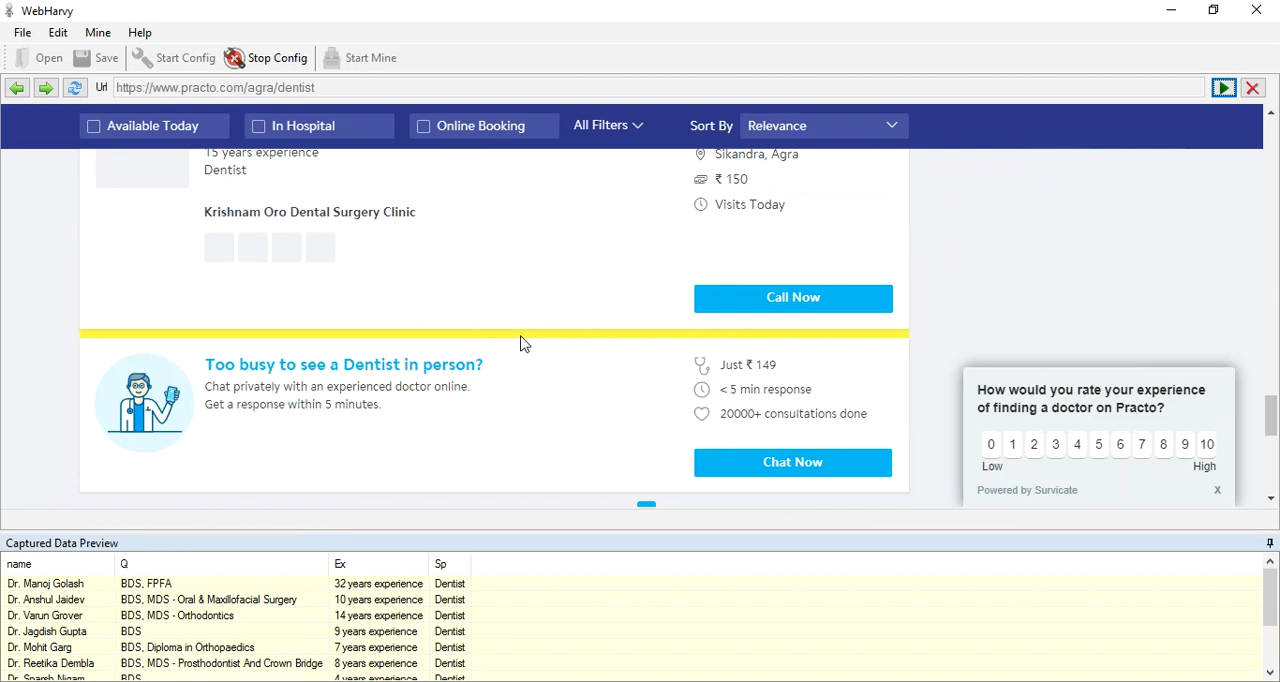 WebHarvy
File Edit Mine Help
Open Save Start Config Stop Config Start Mine
Url https://www.practo.com/agra/dentist
Available Today In Hospital Online Booking All Filters Sort By Relevance
15 years experience
Dentist
Krishnam Oro Dental Surgery Clinic
Sikandra, Agra
₹ 150
Visits Today
Call Now
Too busy to see a Dentist in person?
Chat privately with an experienced doctor online.
Get a response within 5 minutes.
Just ₹ 149
< 5 min response
20000+ consultations done
Chat Now
How would you rate your experience
of finding a doctor on Practo?
0 1 2 3 4 5 6 7 8 9 10
Low High
Powered by Survicate X
Captured Data Preview
name Q Ex Sp
Dr. Manoj Golash BDS, FPFA 32 years experience Dentist
Dr. Anshul Jaidev BDS, MDS - Oral & Maxillofacial Surgery 10 years experience Dentist
Dr. Varun Grover BDS, MDS - Orthodontics 14 years experience Dentist
Dr. Jagdish Gupta BDS 9 years experience Dentist
Dr. Mohit Garg BDS, Diploma in Orthopaedics 7 years experience Dentist
Dr. Reetika Dembla BDS, MDS - Prosthodontist And Crown Bridge 8 years experience Dentist
Dr. Sparsh Nigam BDS 4 years experience Dentist